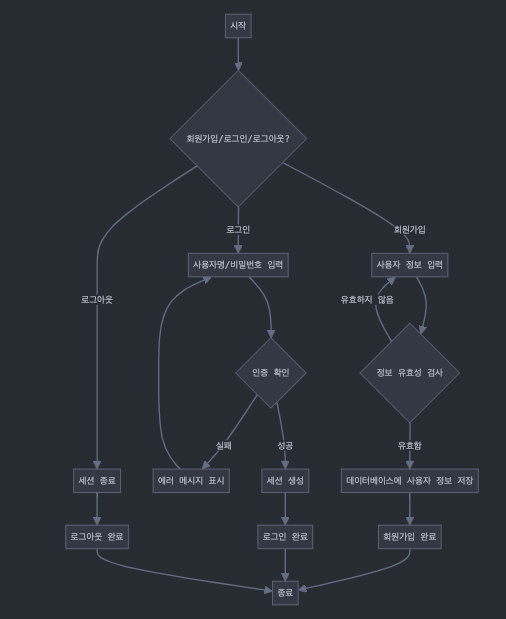 시작
회원가입/로그인/로그아웃?
로그인
회원가입
사용자명/비밀번호 입력
사용자 정보 입력
로그아웃
유효하지 않음
인증 확인
정보 유효성 검사
실패
성공
유효함
세션 종료
에러 메시지 표시
세션 생성
데이터베이스에 사용자 정보 저장
로그아웃 완료
로그인 완료
회원가입 완료
종료